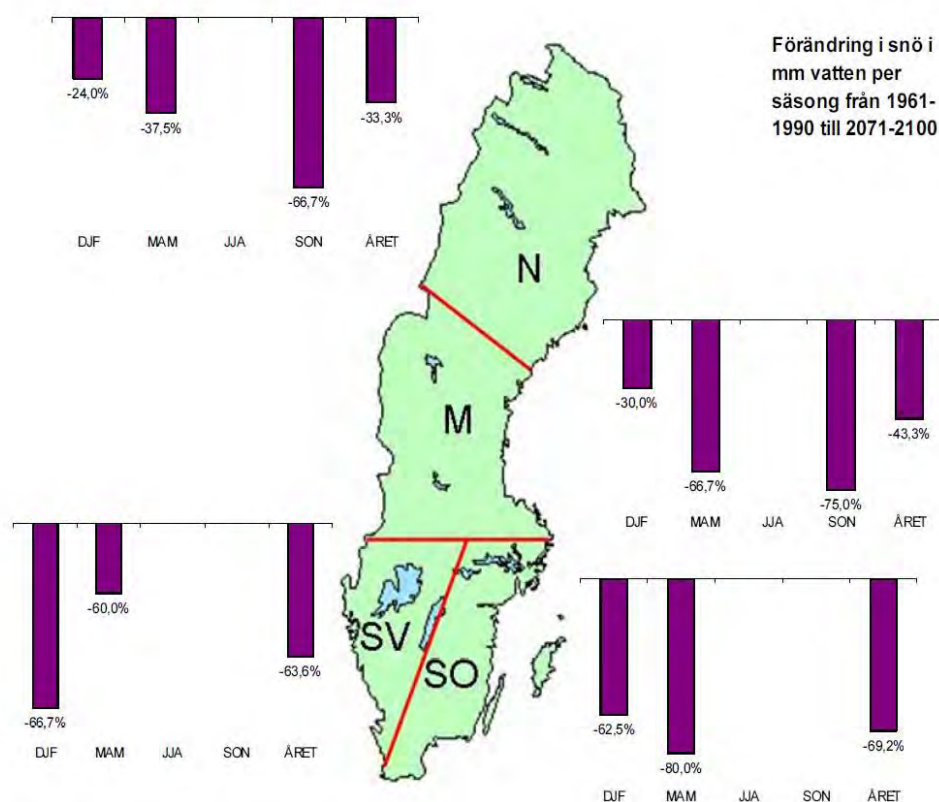 Förändring i snö i
mm vatten per
säsong från 1961-
1990 till 2071-2100
-24,0%
-37,5%
-33,3%
-66,7%
DJF MAM JJA SON ÅRET
N
-30,0%
-43,3%
-66,7%
-75,0%
DJF MAM JJA SON ÅRET
M
-60,0%
-63,6%
-66,7%
DJF MAM JJA SON ÅRET
SV
SO
-62,5%
-69,2%
-80,0%
DJF MAM JJA SON ÅRET